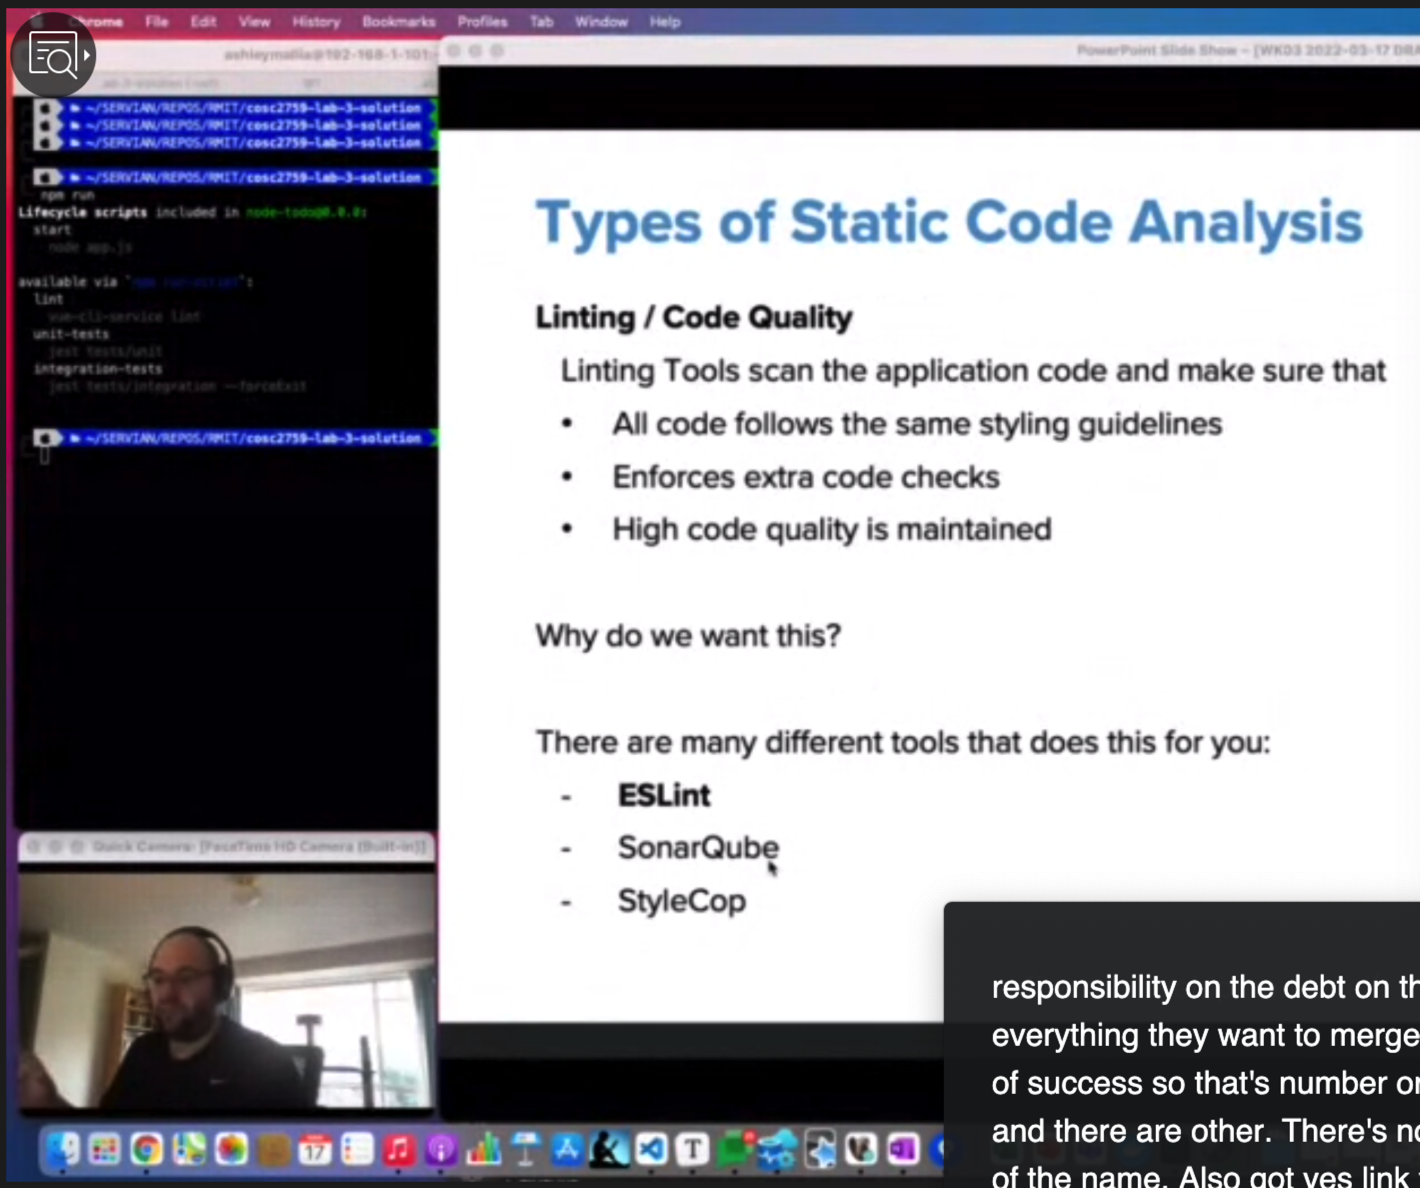 Chrome File Edit View History Bookmarks Profiles Tab Window Help
ashleymallia@192-168-1-101:
PowerPoint Slide Show - [WK03 2022-03-17 DRA
~/SERVIAN/REPOS/RMIT/cosc2759-lab-3-solution
~/SERVIAN/REPOS/RMIT/cosc2759-lab-3-solution
~/SERVIAN/REPOS/RMIT/cosc2759-lab-3-solution
~/SERVIAN/REPOS/RMIT/cosc2759-lab-3-solution
npm run
Lifecycle scripts included in node-todo@0.0.0:
start
node app.js
available via `npm run-script`:
lint
vue-cli-service lint
unit-tests
jest tests/unit
integration-tests
jest tests/integration --forceExit
~/SERVIAN/REPOS/RMIT/cosc2759-lab-3-solution
Types of Static Code Analysis
Linting / Code Quality
Linting Tools scan the application code and make sure that
• All code follows the same styling guidelines
• Enforces extra code checks
• High code quality is maintained
Why do we want this?
There are many different tools that does this for you:
- ESLint
- SonarQube
- StyleCop
Quick Camera: [FaceTime HD Camera (Built-in)]
17
T
responsibility on the debt on th
everything they want to merge
of success so that's number or
and there are other. There's no
of the name. Also got yes link